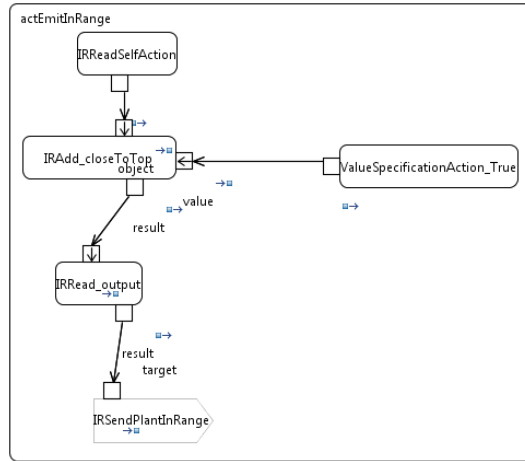 actEmitInRange
IRReadSelfAction
IRAdd_closeToTop
object
ValueSpecificationAction_True
value
result
IRRead_output
result
target
IRSendPlantInRange